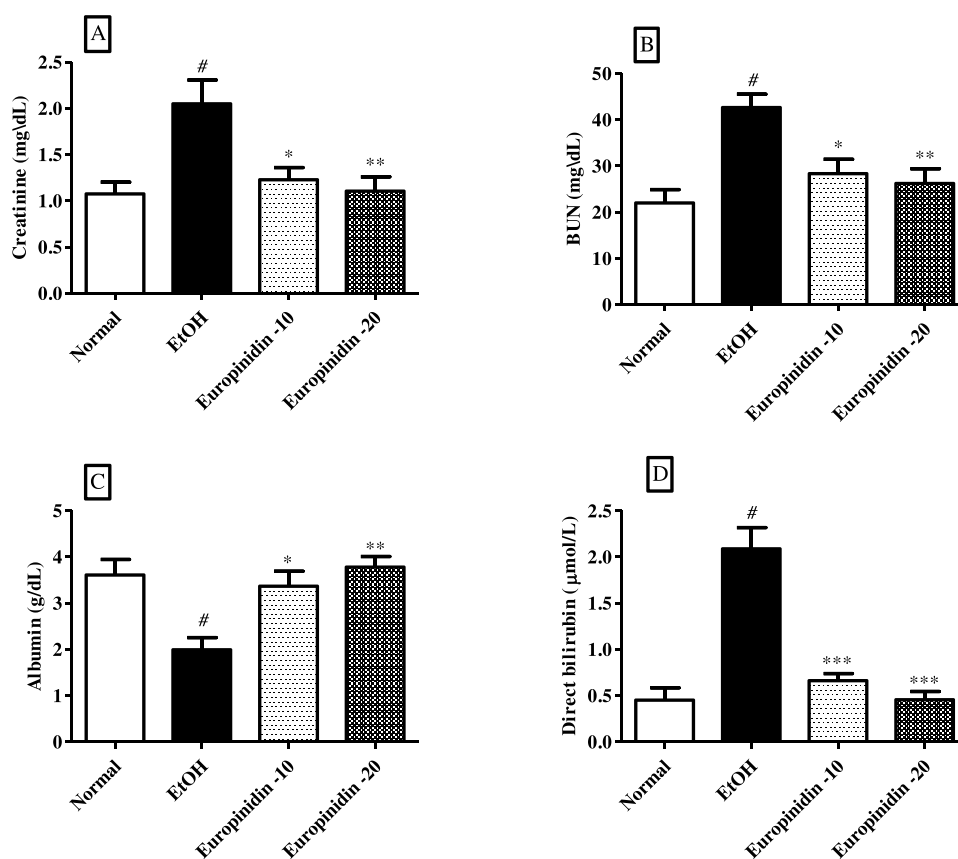 A
Creatinine (mg\dL)
2.5
2.0
1.5
1.0
0.5
0.0
#
*
**
Normal
EtOH
Europinidin -10
Europinidin -20
B
BUN (mg\dL)
50
40
30
20
10
0
#
*
**
Normal
EtOH
Europinidin -10
Europinidin -20
C
Albumin (g/dL)
5
4
3
2
1
0
#
*
**
Normal
EtOH
Europinidin -10
Europinidin -20
D
Direct bilirubin (μmol/L)
2.5
2.0
1.5
1.0
0.5
0.0
#
***
***
Normal
EtOH
Europinidin -10
Europinidin -20